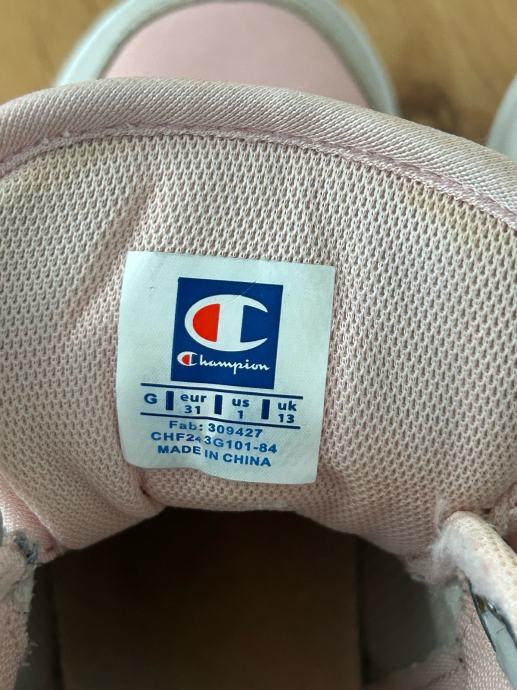 Champion
G eur us uk
31 1 13
Fab: 309427
CHF243G101-84
MADE IN CHINA